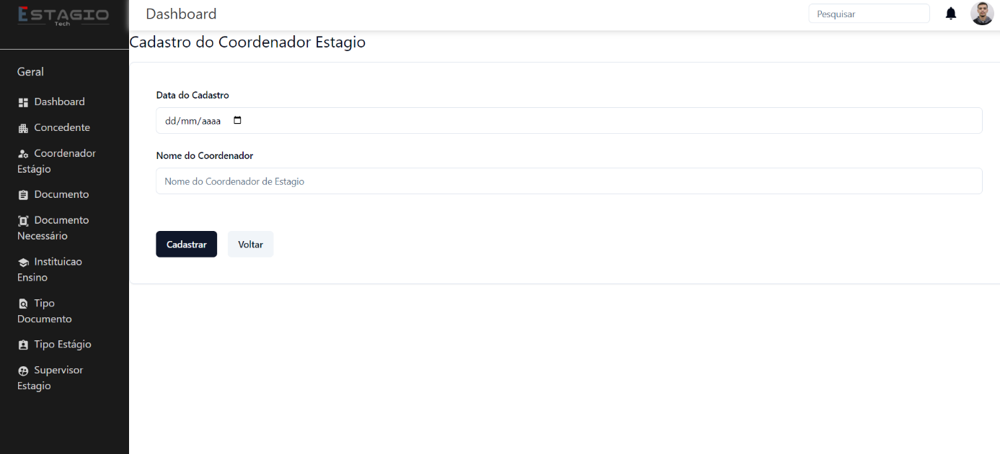 ESTAGIO
Tech
Geral
Dashboard
Concedente
Coordenador
Estágio
Documento
Documento
Necessário
Instituicao
Ensino
Tipo
Documento
Tipo Estágio
Supervisor
Estagio
Dashboard
Pesquisar
Cadastro do Coordenador Estagio
Data do Cadastro
dd/mm/aaaa
Nome do Coordenador
Nome do Coordenador de Estagio
Cadastrar
Voltar